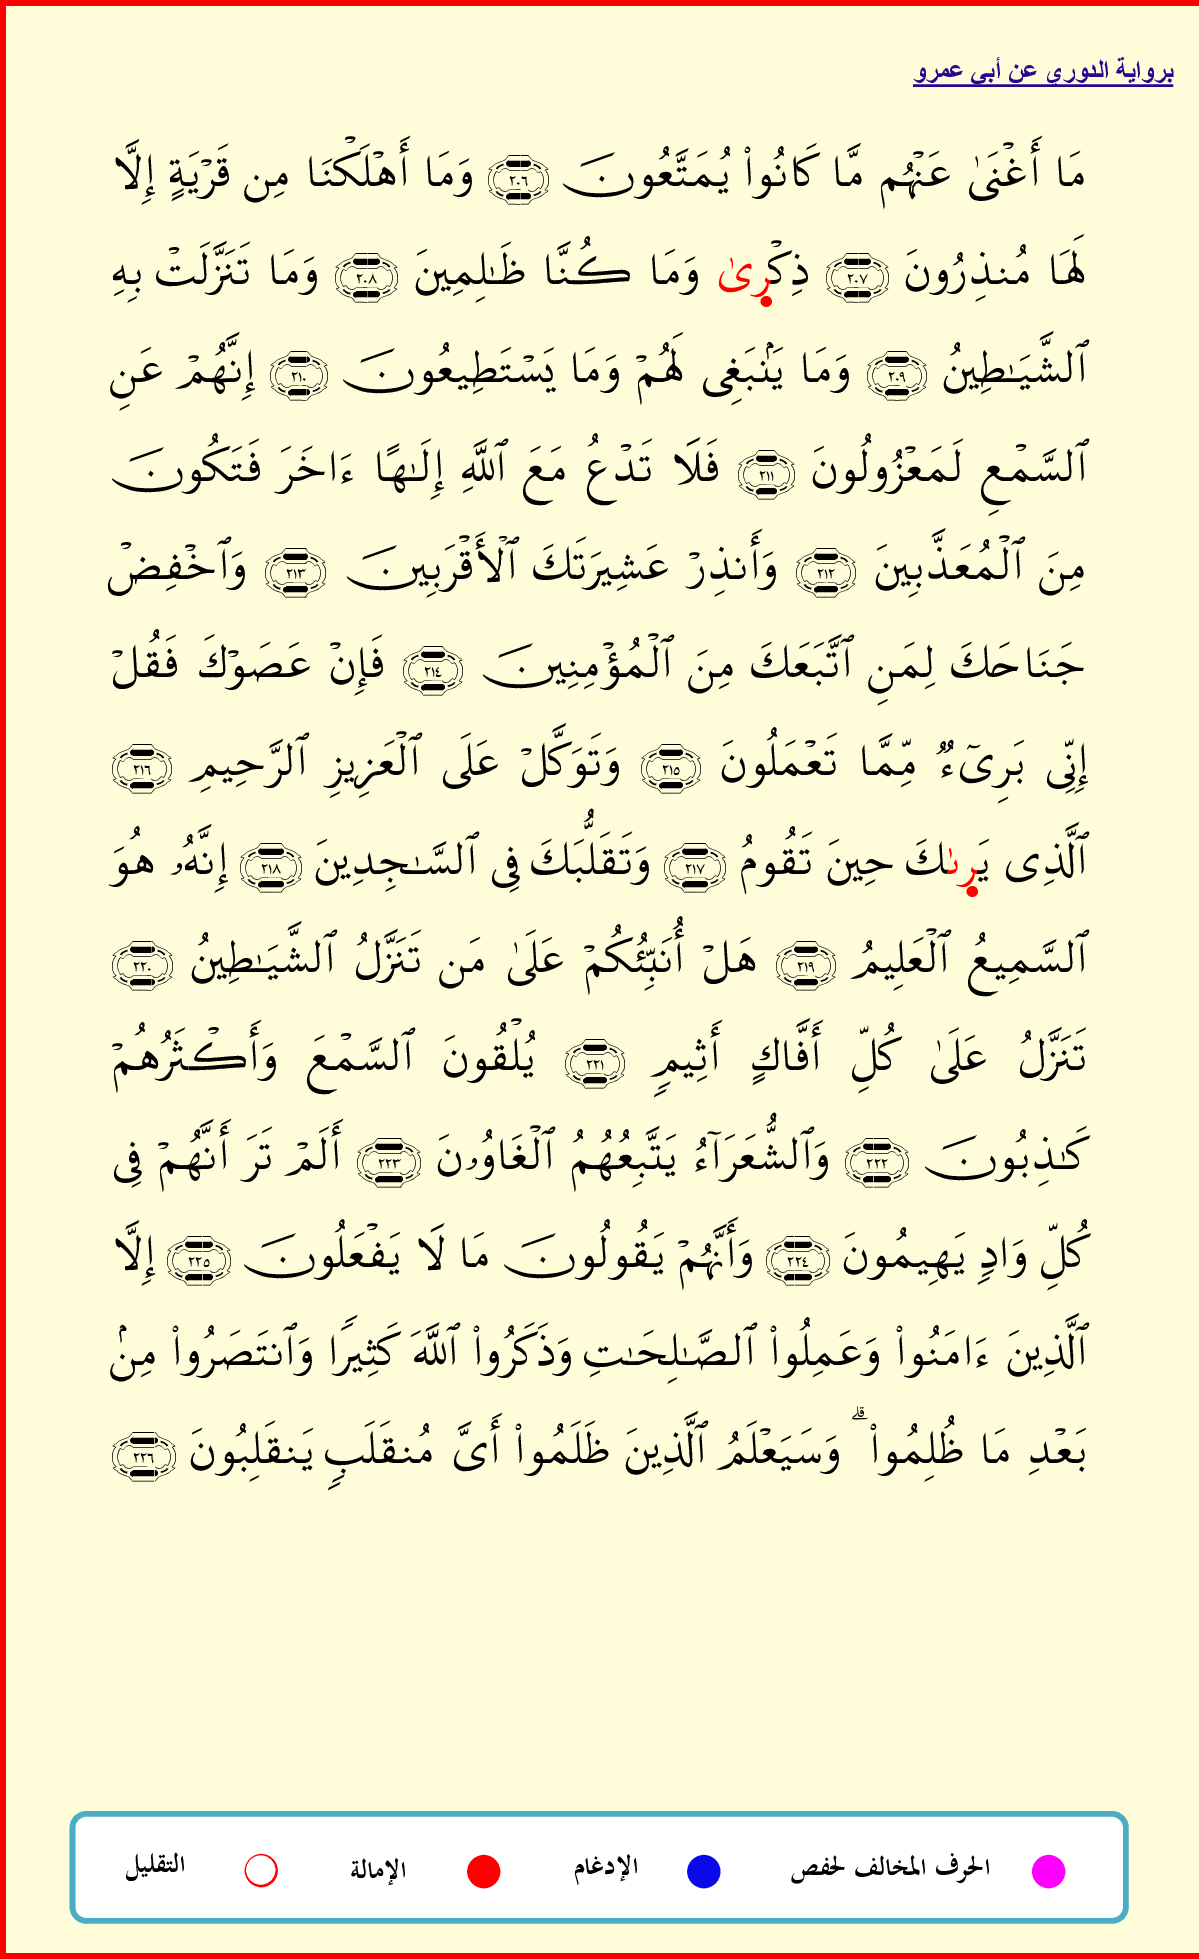 برواية الدوري عن أبي عمرو
مَا أَغْنَىٰ عَنْهُم مَّا كَانُوا۟ يُمَتَّعُونَ ٢٠٦ وَمَا أَهْلَكْنَا مِن قَرْيَةٍ إِلَّا
لَهَا مُنذِرُونَ ٢٠٧ ذِكْرِىٰ وَمَا كُنَّا ظَـٰلِمِينَ ٢٠٨ وَمَا تَنَزَّلَتْ بِهِ
ٱلشَّيَـٰطِينُ ٢٠٩ وَمَا يَنۢبَغِى لَهُمْ وَمَا يَسْتَطِيعُونَ ٢١٠ إِنَّهُمْ عَنِ
ٱلسَّمْعِ لَمَعْزُولُونَ ٢١١ فَلَا تَدْعُ مَعَ ٱللَّهِ إِلَـٰهًا ءَاخَرَ فَتَكُونَ
مِنَ ٱلْمُعَذَّبِينَ ٢١٢ وَأَنذِرْ عَشِيرَتَكَ ٱلْأَقْرَبِينَ ٢١٣ وَٱخْفِضْ
جَنَاحَكَ لِمَنِ ٱتَّبَعَكَ مِنَ ٱلْمُؤْمِنِينَ ٢١٤ فَإِنْ عَصَوْكَ فَقُلْ
إِنِّى بَرِىٓءٌ مِّمَّا تَعْمَلُونَ ٢١٥ وَتَوَكَّلْ عَلَى ٱلْعَزِيزِ ٱلرَّحِيمِ ٢١٦
ٱلَّذِى يَرِىٰكَ حِينَ تَقُومُ ٢١٧ وَتَقَلُّبَكَ فِى ٱلسَّـٰجِدِينَ ٢١٨ إِنَّهُۥ هُوَ
ٱلسَّمِيعُ ٱلْعَلِيمُ ٢١٩ هَلْ أُنَبِّئُكُمْ عَلَىٰ مَن تَنَزَّلُ ٱلشَّيَـٰطِينُ ٢٢٠
تَنَزَّلُ عَلَىٰ كُلِّ أَفَّاكٍ أَثِيمٍ ٢٢١ يُلْقُونَ ٱلسَّمْعَ وَأَكْثَرُهُمْ
كَـٰذِبُونَ ٢٢٢ وَٱلشُّعَرَآءُ يَتَّبِعُهُمُ ٱلْغَاوُۥنَ ٢٢٣ أَلَمْ تَرَ أَنَّهُمْ فِى
كُلِّ وَادٍ يَهِيمُونَ ٢٢٤ وَأَنَّهُمْ يَقُولُونَ مَا لَا يَفْعَلُونَ ٢٢٥ إِلَّا
ٱلَّذِينَ ءَامَنُوا۟ وَعَمِلُوا۟ ٱلصَّـٰلِحَـٰتِ وَذَكَرُوا۟ ٱللَّهَ كَثِيرًا وَٱنتَصَرُوا۟ مِنۢ
بَعْدِ مَا ظُلِمُوا۟ ۗ وَسَيَعْلَمُ ٱلَّذِينَ ظَلَمُوا۟ أَىَّ مُنقَلَبٍ يَنقَلِبُونَ ٢٢٦
الحرف المخالف لحفص الإدغام الإمالة التقليل